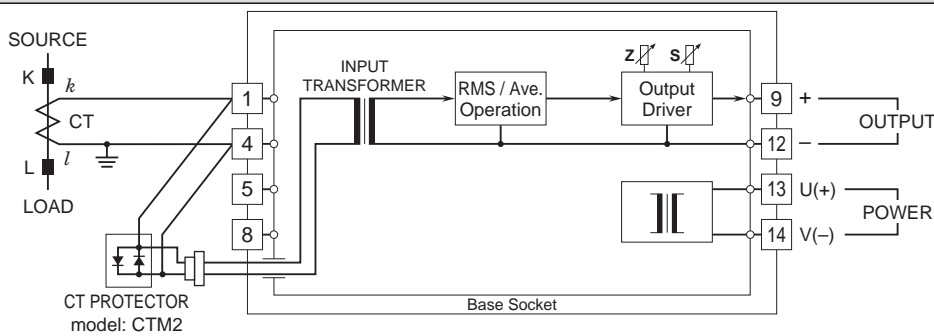 SOURCE
K
k
CT
l
L
LOAD
CT PROTECTOR
model: CTM2
1
4
5
8
INPUT
TRANSFORMER
RMS / Ave.
Operation
Z
S
Output
Driver
Base Socket
9
+
12
–
OUTPUT
13
U(+)
14
V(–)
POWER